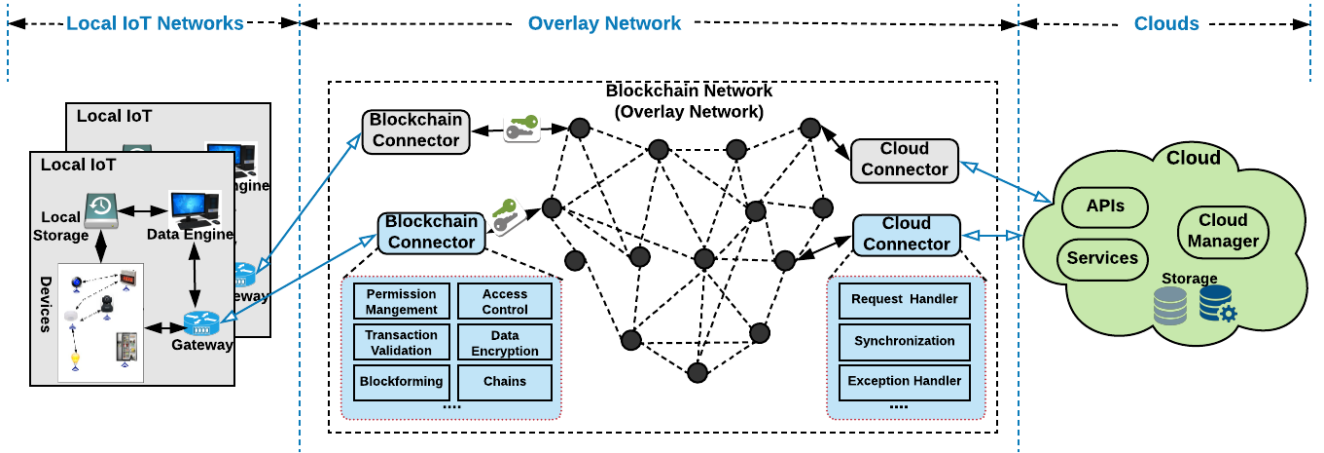 Local IoT Networks
Overlay Network
Clouds
Local IoT
ngine
eway
Local IoT
Local
Storage
Data Engine
Devices
Gateway
Blockchain Network
(Overlay Network)
Blockchain
Connector
Blockchain
Connector
Permission
Mangement
Access
Control
Transaction
Validation
Data
Encryption
Blockforming
Chains
....
Cloud
Connector
Cloud
Connector
Request Handler
Synchronization
Exception Handler
....
Cloud
APIs
Services
Cloud
Manager
Storage